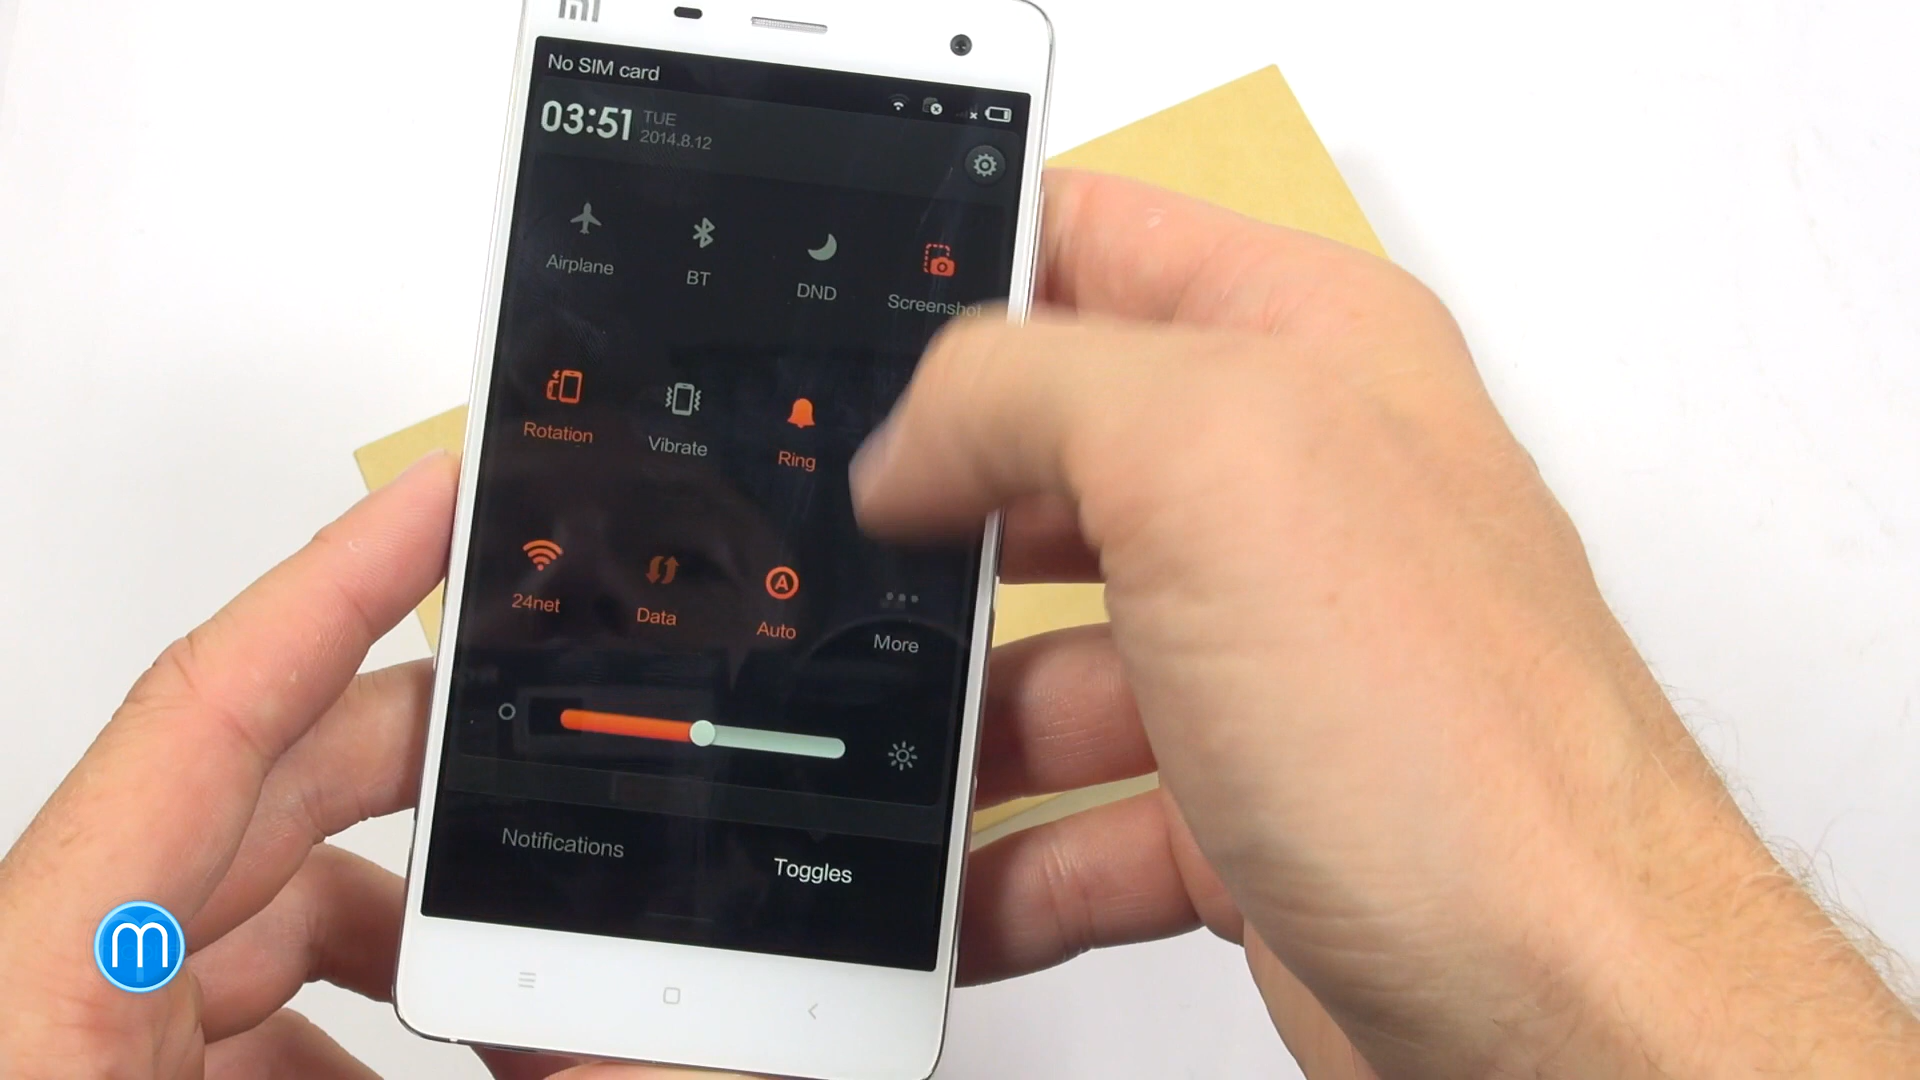 mi
No SIM card
03:51
TUE
2014.8.12
Airplane
BT
DND
Screenshot
Rotation
Vibrate
Ring
24net
Data
A
Auto
More
Notifications
Toggles
m